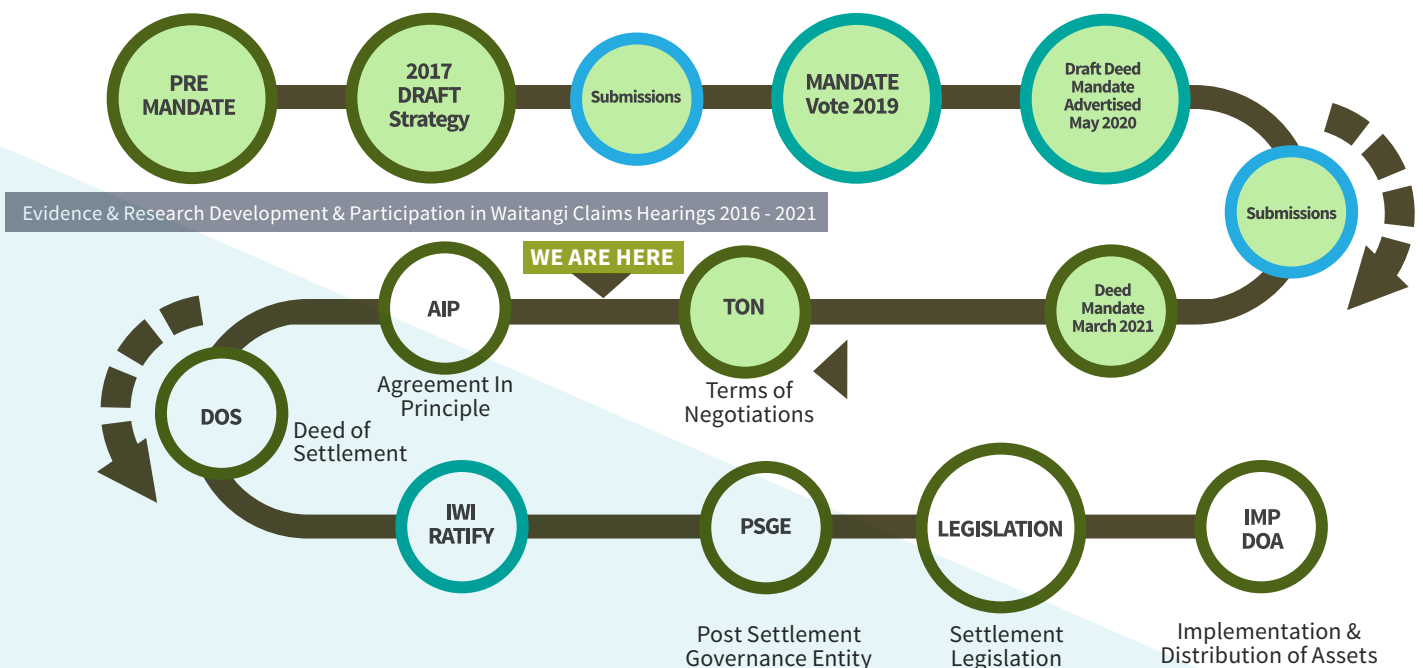 PRE
MANDATE
2017
DRAFT
Strategy
Submissions
MANDATE
Vote 2019
Draft Deed
Mandate
Advertised
May 2020
Submissions
Evidence & Research Development & Participation in Waitangi Claims Hearings 2016 - 2021
WE ARE HERE
Deed
Mandate
March 2021
TON
Terms of
Negotiations
AIP
Agreement In
Principle
DOS
Deed of
Settlement
IWI
RATIFY
PSGE
Post Settlement
Governance Entity
LEGISLATION
Settlement
Legislation
IMP
DOA
Implementation &
Distribution of Assets